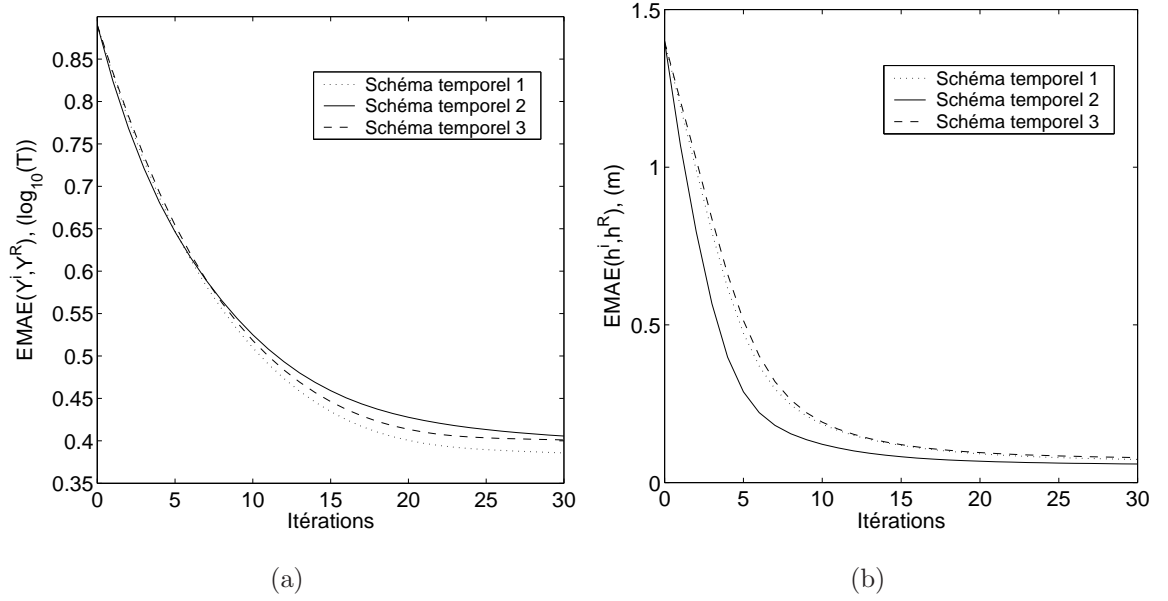 0.85
0.8
0.75
0.7
0.65
0.6
0.55
0.5
0.45
0.4
0.35
EMAE(Y^i,Y^R), (log_10(T))
Schéma temporel 1
Schéma temporel 2
Schéma temporel 3
0 5 10 15 20 25 30
Itérations
(a)
1.5
1
0.5
0
EMAE(h^i,h^R), (m)
Schéma temporel 1
Schéma temporel 2
Schéma temporel 3
0 5 10 15 20 25 30
Itérations
(b)